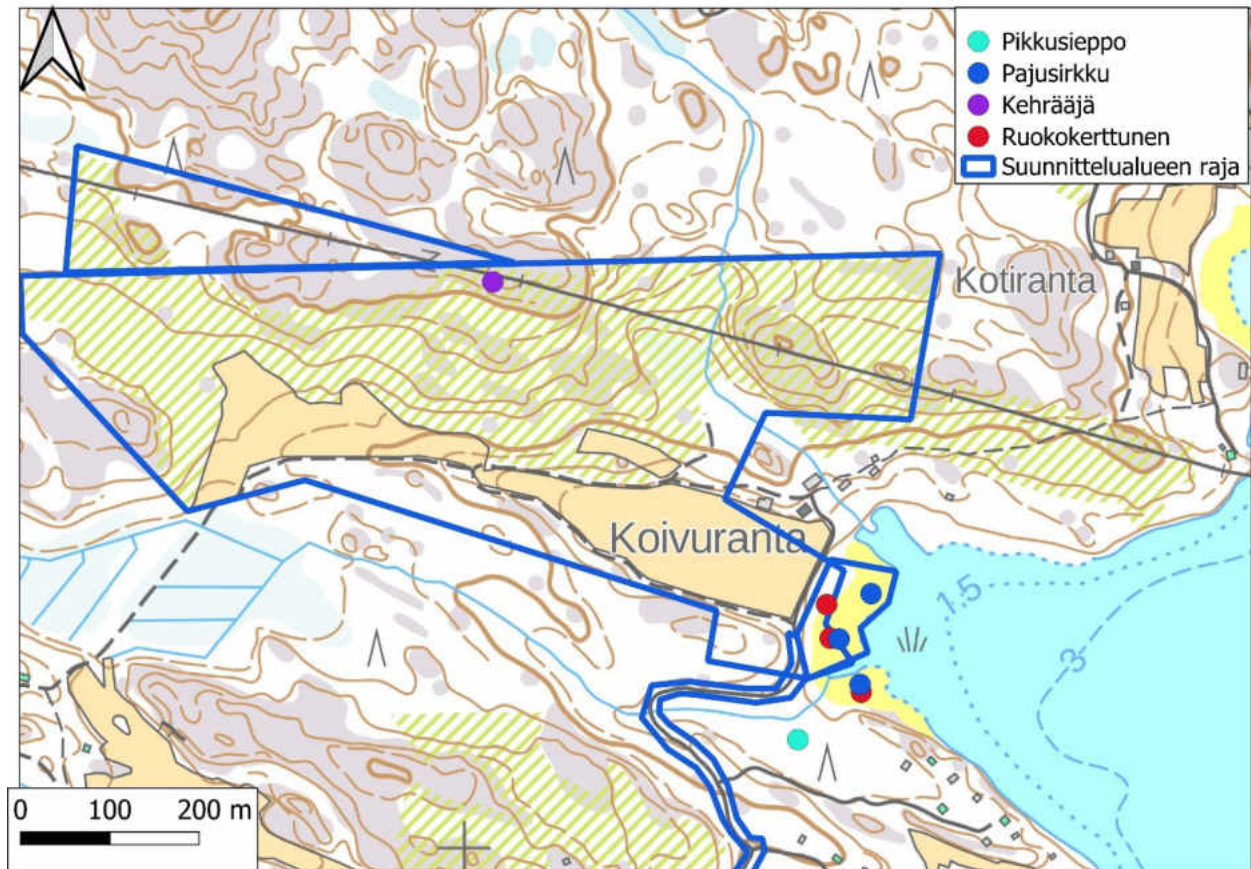 Pikkusieppo
Pajusirkku
Kehrääjä
Ruokokerttunen
Suunnittelualueen raja
Kotiranta
Z
Koivuranta
1.5
3
0 100 200 m